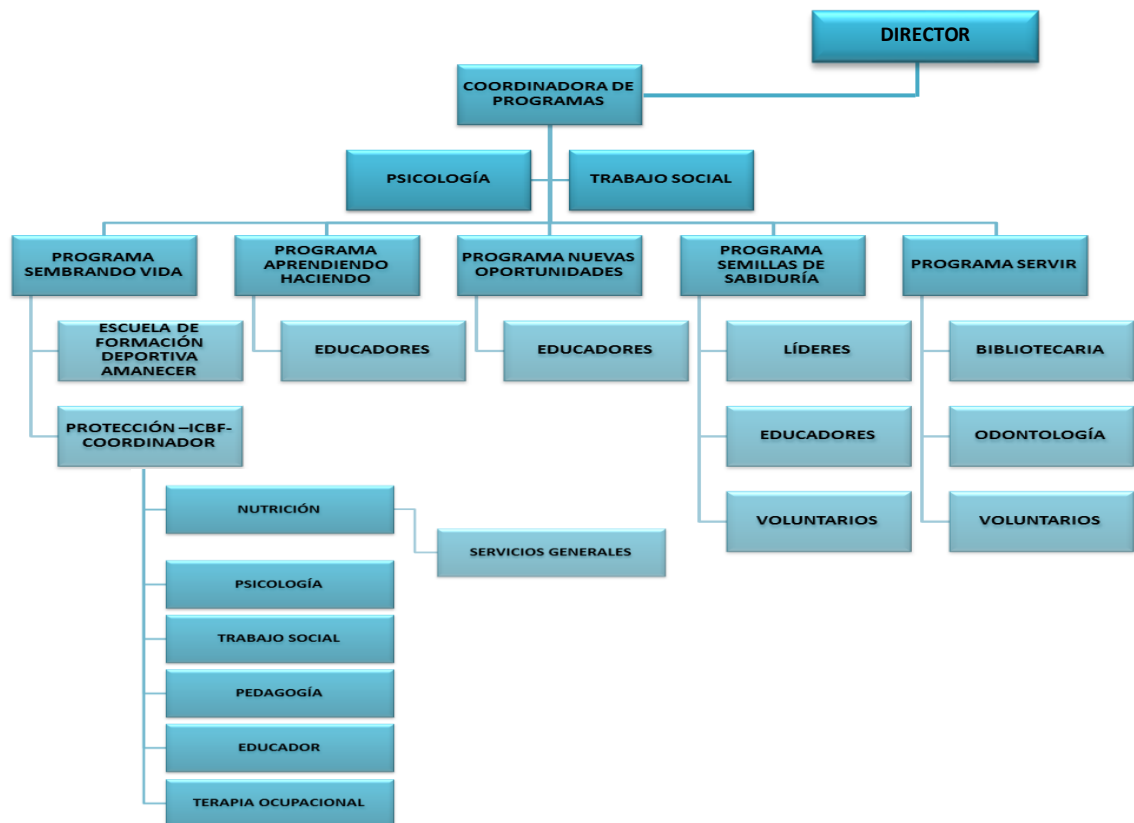 DIRECTOR
COORDINADORA DE
PROGRAMAS
PSICOLOGÍA
TRABAJO SOCIAL
PROGRAMA
SEMBRANDO VIDA
PROGRAMA
APRENDIENDO
HACIENDO
PROGRAMA NUEVAS
OPORTUNIDADES
PROGRAMA
SEMILLAS DE
SABIDURÍA
PROGRAMA SERVIR
ESCUELA DE
FORMACIÓN
DEPORTIVA
AMANECER
EDUCADORES
EDUCADORES
LÍDERES
BIBLIOTECARIA
PROTECCIÓN –ICBF-
COORDINADOR
EDUCADORES
ODONTOLOGÍA
NUTRICIÓN
VOLUNTARIOS
VOLUNTARIOS
SERVICIOS GENERALES
PSICOLOGÍA
TRABAJO SOCIAL
PEDAGOGÍA
EDUCADOR
TERAPIA OCUPACIONAL